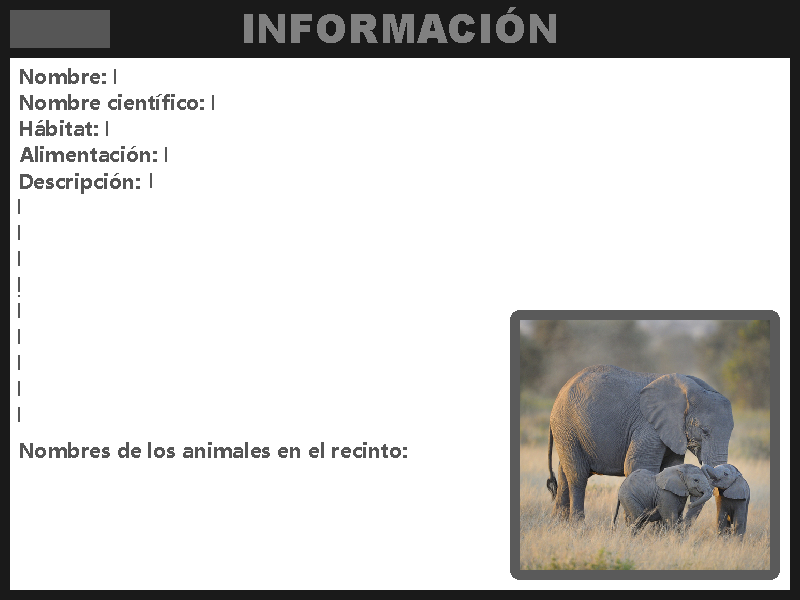 INFORMACIÓN
Nombre: |
Nombre científico: |
Hábitat: |
Alimentación: |
Descripción: |
|
|
|
!
|
|
|
|
|
Nombres de los animales en el recinto: